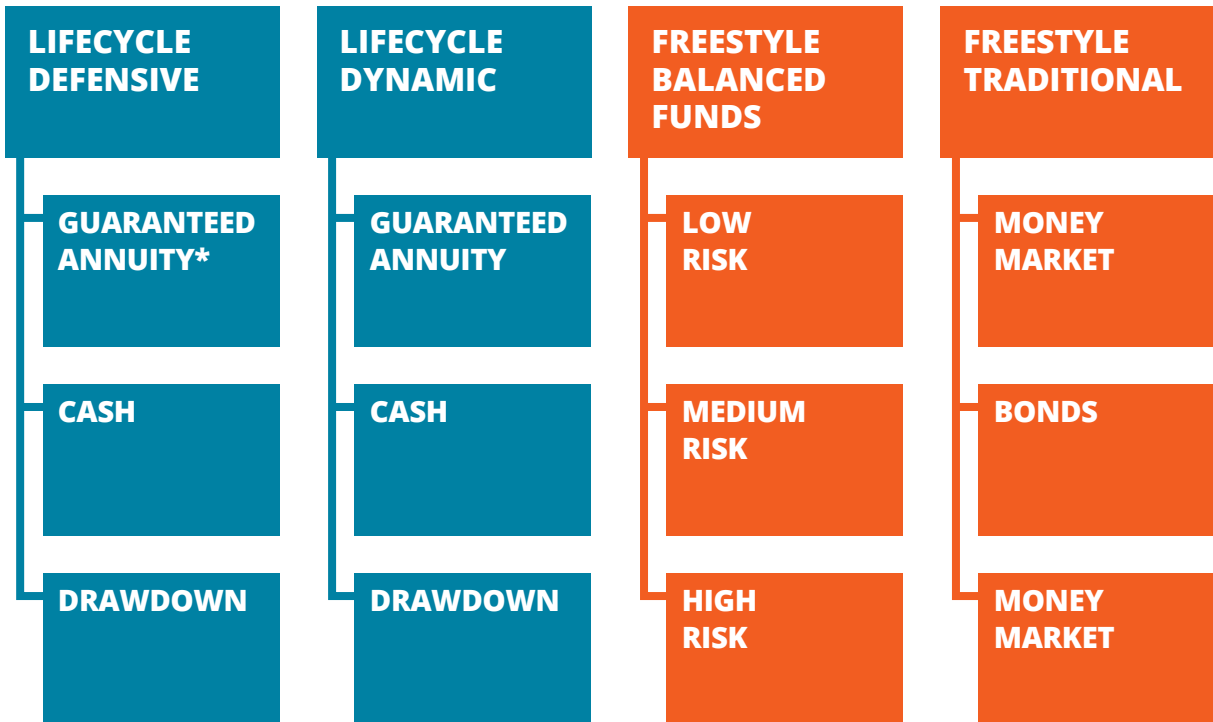 LIFECYCLE
DEFENSIVE
GUARANTEED
ANNUITY*
CASH
DRAWDOWN
LIFECYCLE
DYNAMIC
GUARANTEED
ANNUITY
CASH
DRAWDOWN
FREESTYLE
BALANCED
FUNDS
LOW
RISK
MEDIUM
RISK
HIGH
RISK
FREESTYLE
TRADITIONAL
MONEY
MARKET
BONDS
MONEY
MARKET